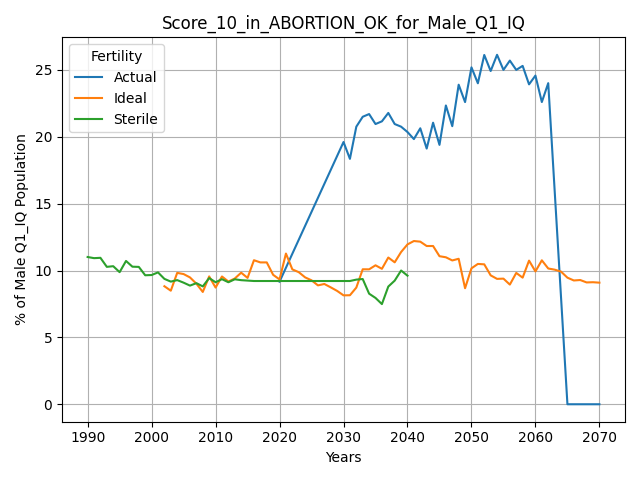 Score_10_in_ABORTION_OK_for_Male_Q1_IQ
Fertility
Actual
Ideal
Sterile
% of Male Q1_IQ Population
25
20
15
10
5
0
1990 2000 2010 2020 2030 2040 2050 2060 2070
Years